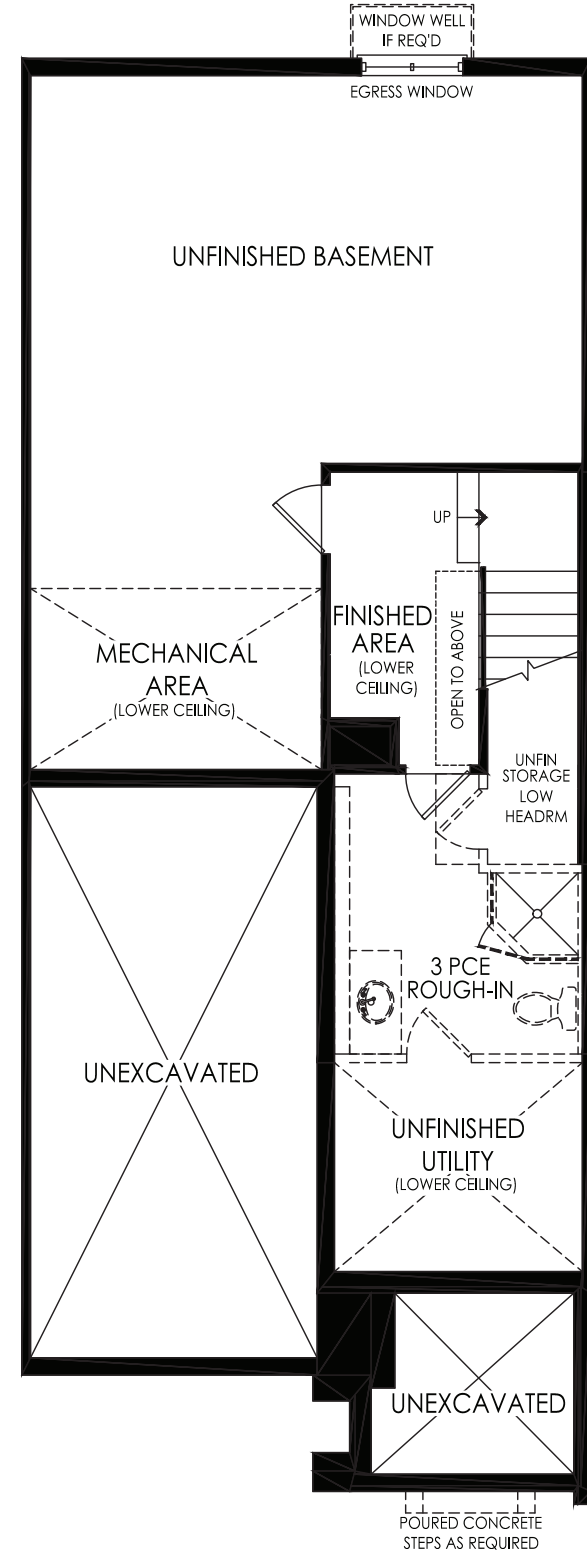 WINDOW WELL
IF REQ'D
EGRESS WINDOW
UNFINISHED BASEMENT
UP
FINISHED
AREA
(LOWER
CEILING)
OPEN TO ABOVE
MECHANICAL
AREA
(LOWER CEILING)
UNFIN
STORAGE
LOW
HEADRM
3 PCE
ROUGH-IN
UNEXCAVATED
UNFINISHED
UTILITY
(LOWER CEILING)
UNEXCAVATED
POURED CONCRETE
STEPS AS REQUIRED